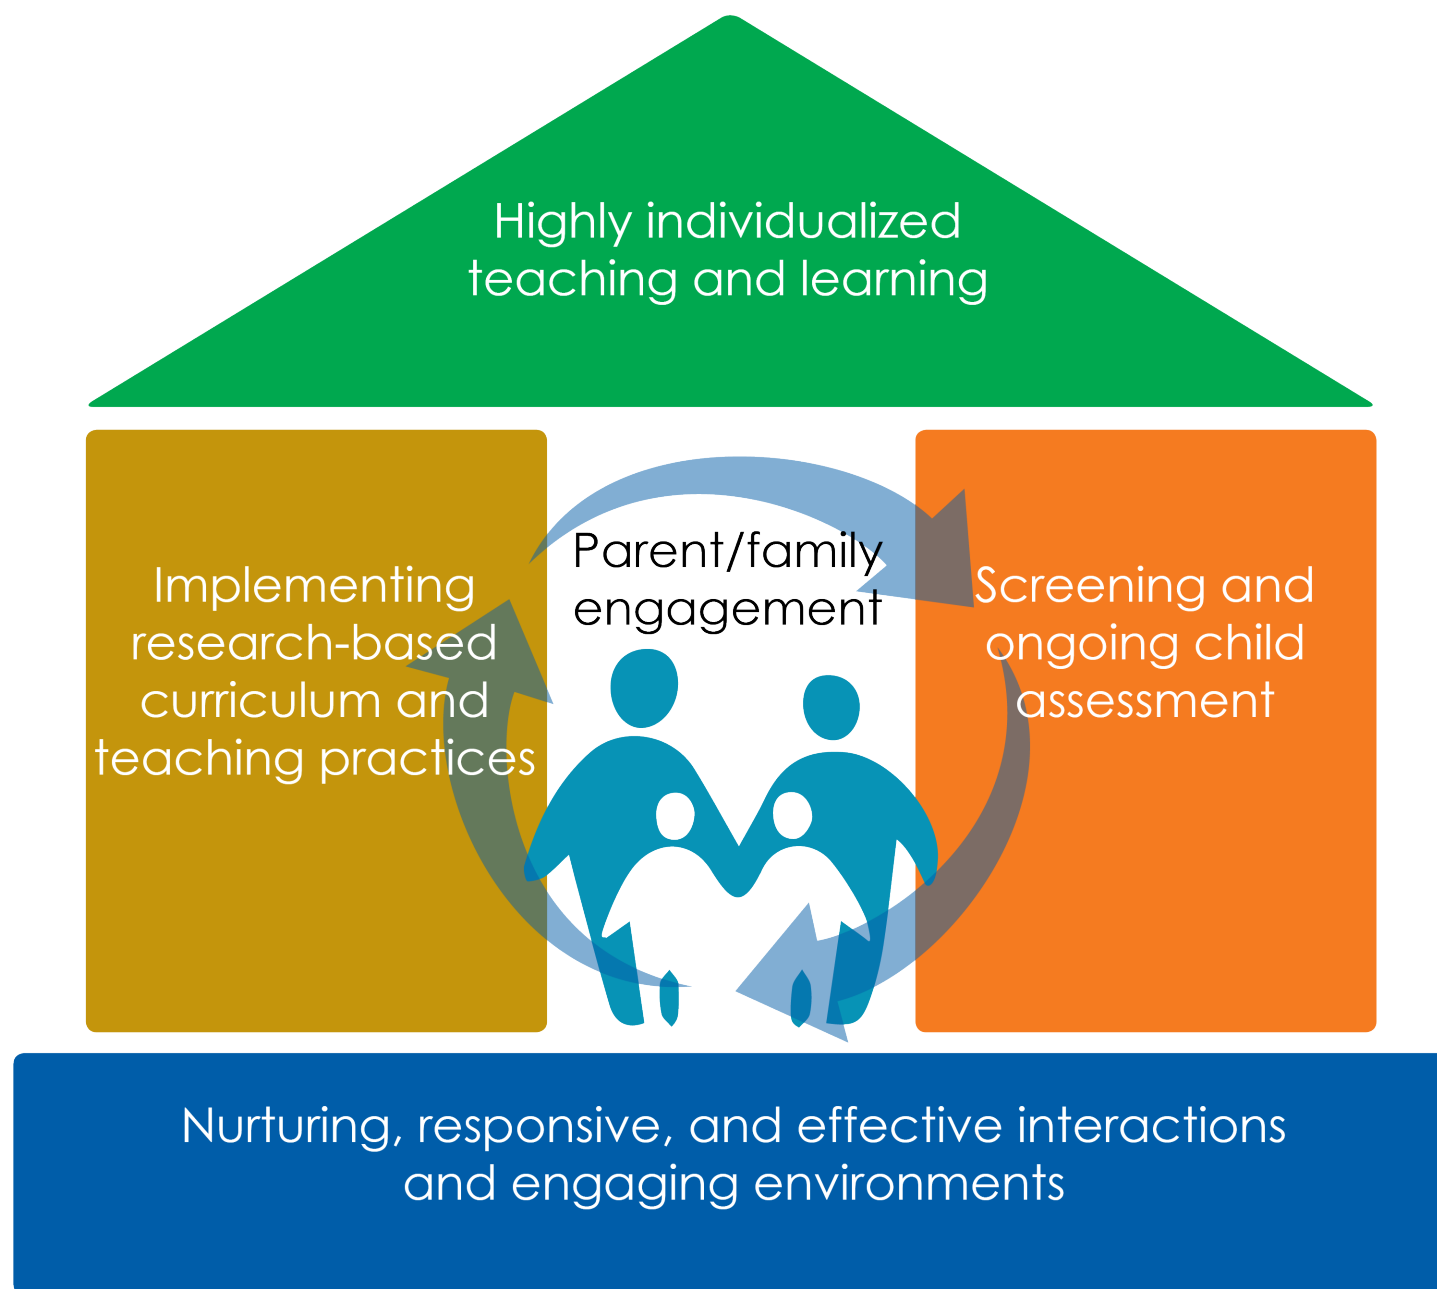 Highly individualized
teaching and learning
Parent/family
engagement
Implementing
research-based
curriculum and
teaching practices
Screening and
ongoing child
assessment
Nurturing, responsive, and effective interactions
and engaging environments